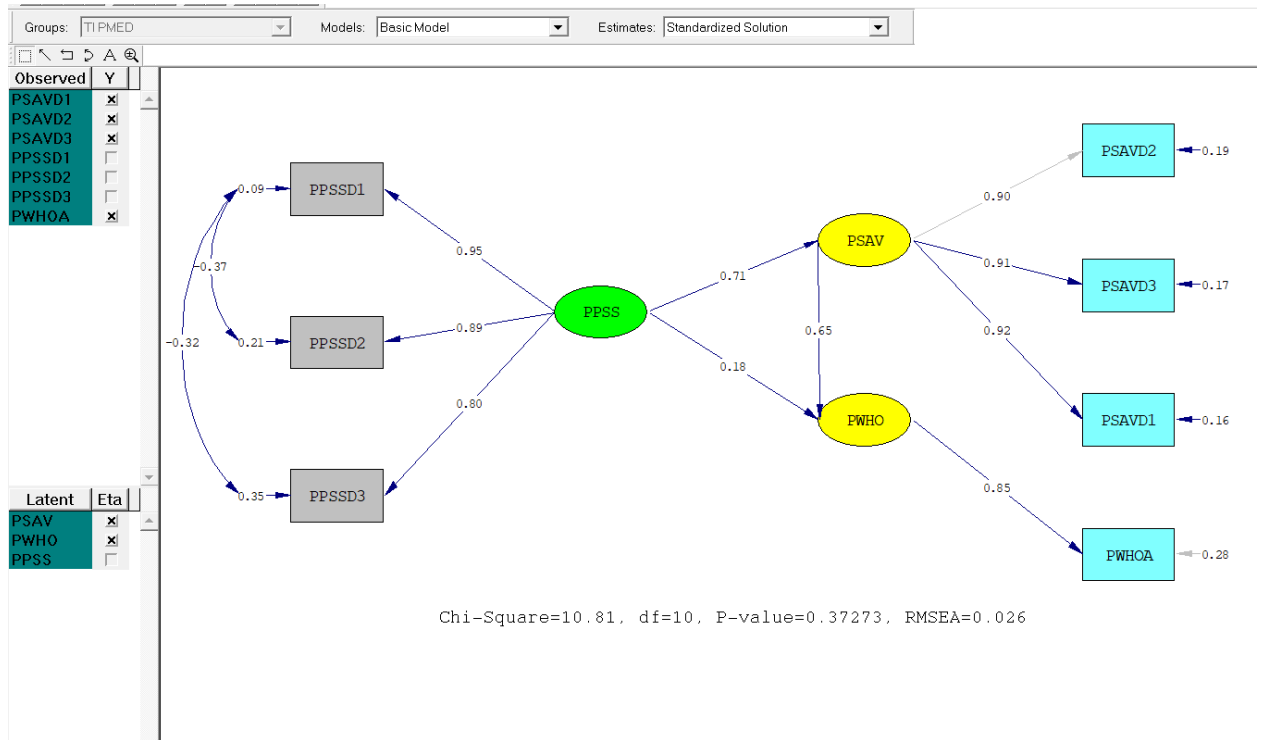 Groups: TIPMED Models: Basic Model Estimates: Standardized Solution
A
Observed Y
PSAVD1
PSAVD2
PSAVD3
PPSSD1
PPSSD2
PPSSD3
PWHOA
Latent Eta
PSAV
PWHO
PPSS
PSAVD2 0.19
0.90
0.09 PPSSD1
0.95
PSAV
-0.37
0.71
0.91
PSAVD3 0.17
PPSS
-0.32
0.21 PPSSD2
0.89
0.65
0.92
0.18
0.80
PWHO
PSAVD1 0.16
0.35 PPSSD3
0.85
PWHOA 0.28
Chi-Square=10.81, df=10, P-value=0.37273, RMSEA=0.026